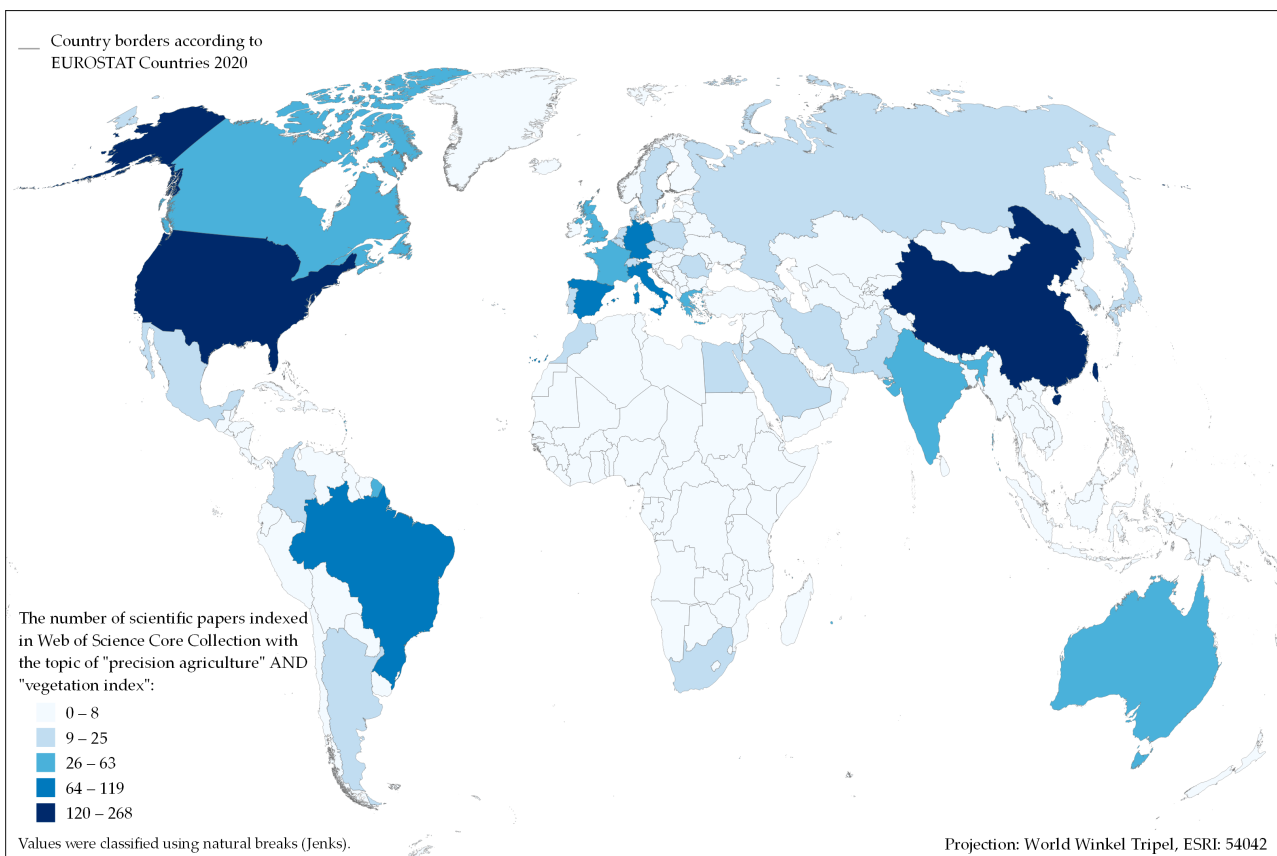 Country borders according to
EUROSTAT Countries 2020
The number of scientific papers indexed
in Web of Science Core Collection with
the topic of "precision agriculture" AND
"vegetation index":
0 – 8
9 – 25
26 – 63
64 – 119
120 – 268
Values were classified using natural breaks (Jenks).
Projection: World Winkel Tripel, ESRI: 54042